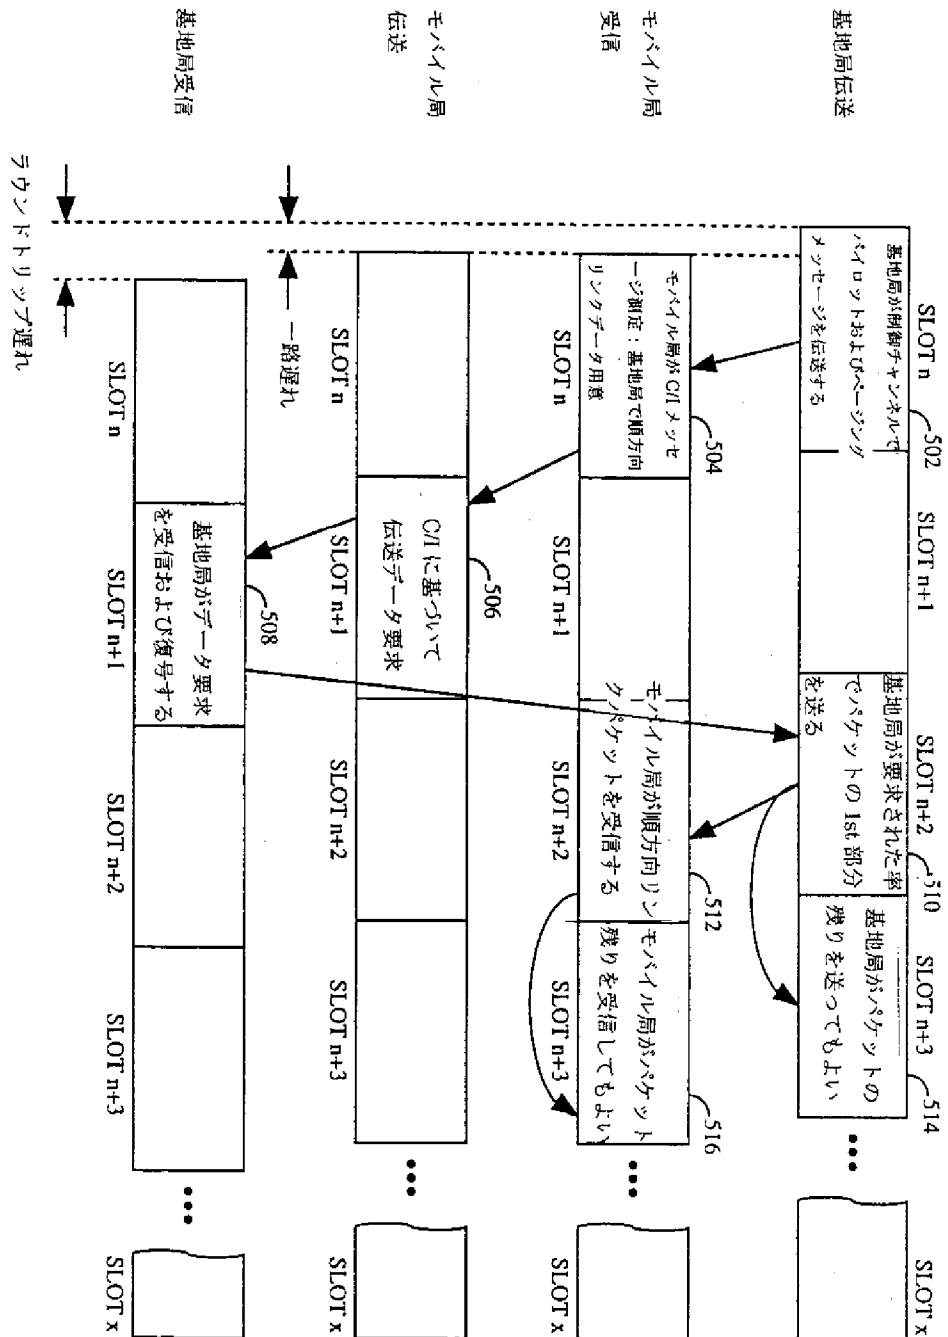 基地局伝送
SLOT n
502
SLOT n+1
SLOT n+2
510
SLOT n+3
514
SLOT x
基地局が制御チャンネルで
パイロットおよびページング
メッセージを伝送する
基地局が要求された率
でパケットの 1st 部分
を送る
基地局がパケットの
残りを送ってもよい
•••
モバイル局
受信
504
512
516
モバイル局が C/I メッセ
ージ測定：基地局で順方向
リンクデータ用意
モバイル局が順方向リン
クパケットを受信する
モバイル局がパケット
残りを受信してもよい
•••
SLOT n
SLOT n+1
SLOT n+2
SLOT n+3
SLOT x
モバイル局
伝送
506
C/I に基づいて
伝送データ要求
•••
SLOT n
SLOT n+1
SLOT n+2
SLOT n+3
SLOT x
一路遅れ
基地局受信
508
基地局がデータ要求
を受信および復号する
•••
SLOT n
SLOT n+1
SLOT n+2
SLOT n+3
SLOT x
ラウンドトリップ遅れ